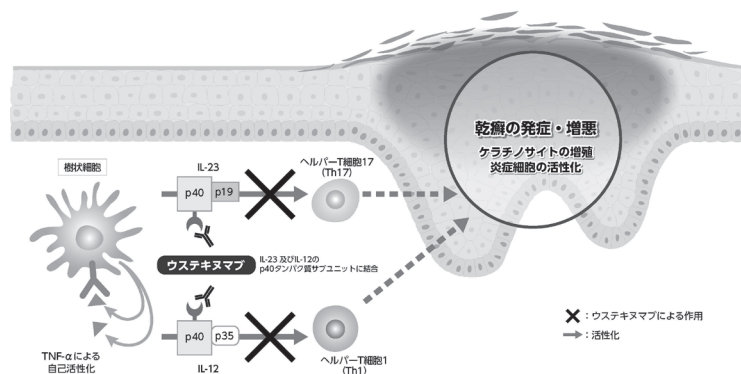 乾癬の発症・増悪
ケラチノサイトの増殖
炎症細胞の活性化
樹状細胞
IL-23
p40
p19
ヘルパーT細胞17
(Th17)
ウステキヌマブ
IL-23 及びIL-12の
p40タンパク質サブユニットに結合
p40
p35
IL-12
ヘルパーT細胞1
(Th1)
TNF-αによる
自己活性化
：ウステキヌマブによる作用
：活性化